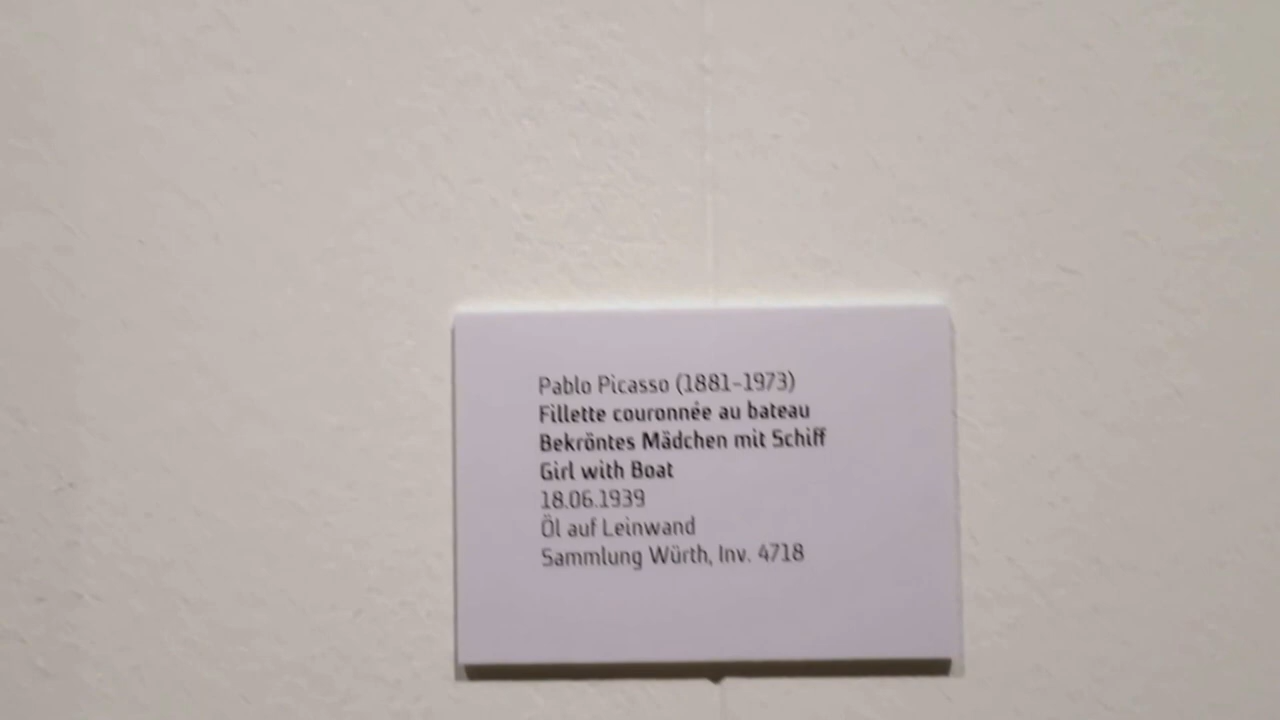 Pablo Picasso (1881–1973)
Fillette couronnée au bateau
Bekröntes Mädchen mit Schiff
Girl with Boat
18.06.1939
Öl auf Leinwand
Sammlung Würth, Inv. 4718